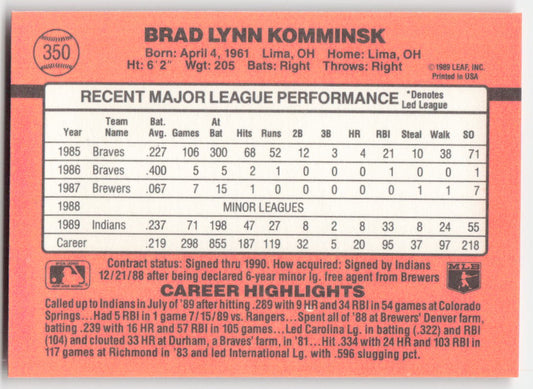 350
BRAD LYNN KOMMINSK
Born: April 4, 1961 Lima, OH Home: Lima, OH
Ht: 6'2" Wgt: 205 Bats: Right Throws: Right
©1989 LEAF, INC.
Printed in USA
RECENT MAJOR LEAGUE PERFORMANCE *Denotes Led League
Year Team Name Bat. Avg. Games At Bat Hits Runs 2B 3B HR RBI Steal Walk SO
1985 Braves .227 106 300 68 52 12 3 4 21 10 38 71
1986 Braves .400 5 5 2 1 0 0 0 1 0 0 1
1987 Brewers .067 7 15 1 0 0 0 0 0 1 1 7
1988 MINOR LEAGUES
1989 Indians .237 71 198 47 27 8 2 8 33 8 24 55
Career .219 298 855 187 119 32 5 20 95 37 97 218
Contract status: Signed thru 1990. How acquired: Signed by Indians
12/21/88 after being declared 6-year minor lg. free agent from Brewers
MLB
CAREER HIGHLIGHTS
Called up to Indians in July of '89 after hitting .289 with 9 HR and 34 RBI in 54 games at Colorado
Springs...Had 5 RBI in 1 game 7/15/89 vs. Rangers...Spent all of '88 at Brewers' Denver farm,
batting .239 with 16 HR and 57 RBI in 105 games...Led Carolina Lg. in batting (.322) and RBI
(104) and clouted 33 HR at Durham, a Braves' farm, in '81...Hit .334 with 24 HR and 103 RBI in
117 games at Richmond in '83 and led International Lg. with .596 slugging pct.